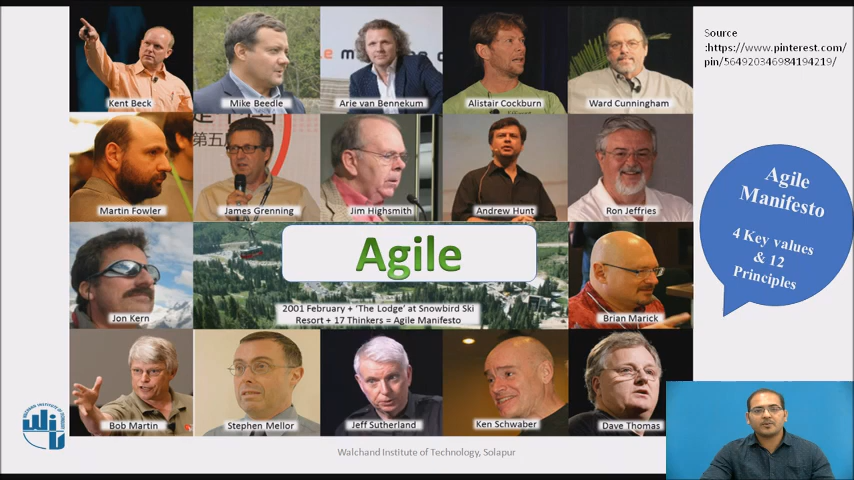 Source
:https://www.pinterest.com/
pin/564920346984194219/
Kent Beck
Mike Beedle
Arie van Bennekum
Alistair Cockburn
Ward Cunningham
Martin Fowler
James Grenning
Jim Highsmith
Andrew Hunt
Ron Jeffries
Agile
Manifesto
4 Key values
& 12
Principles
Jon Kern
Agile
2001 February + 'The Lodge' at Snowbird Ski
Resort + 17 Thinkers = Agile Manifesto
Brian Marick
Bob Martin
Stephen Mellor
Jeff Sutherland
Ken Schwaber
Dave Thomas
Walchand Institute of Technology, Solapur